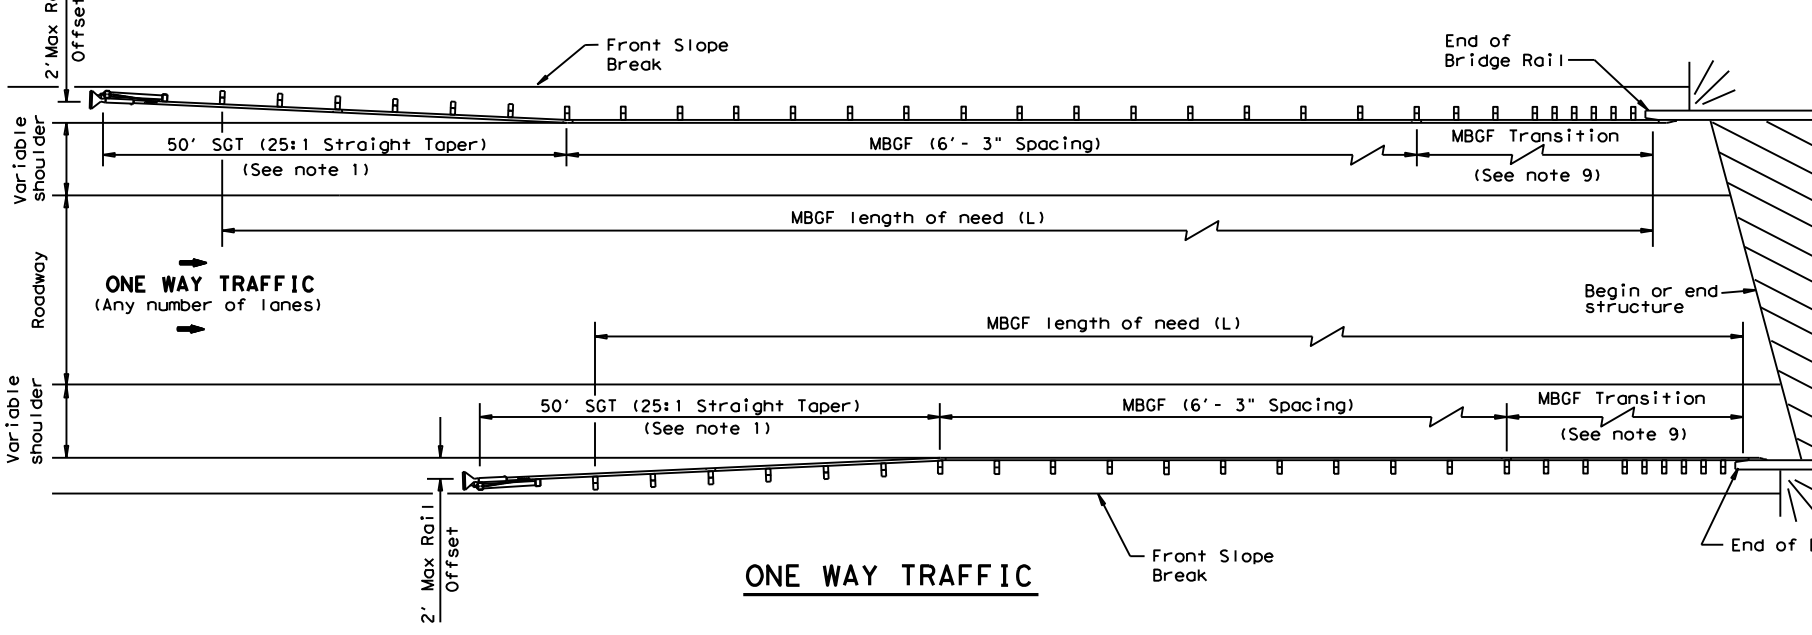 2'Max Ra
Offset
Front Slope
Break
End of
Bridge Rail
Variable
shoulder
50' SGT (25:1 Straight Taper)
(See note 1)
MBGF (6'- 3" Spacing)
MBGF Transition
(See note 9)
MBGF length of need (L)
Roadway
ONE WAY TRAFFIC
(Any number of lanes)
Begin or end
structure
MBGF length of need (L)
Variable
shoulder
50' SGT (25:1 Straight Taper)
(See note 1)
MBGF (6'- 3" Spacing)
MBGF Transition
(See note 9)
2' Max Rail
Offset
Front Slope
Break
End of
ONE WAY TRAFFIC